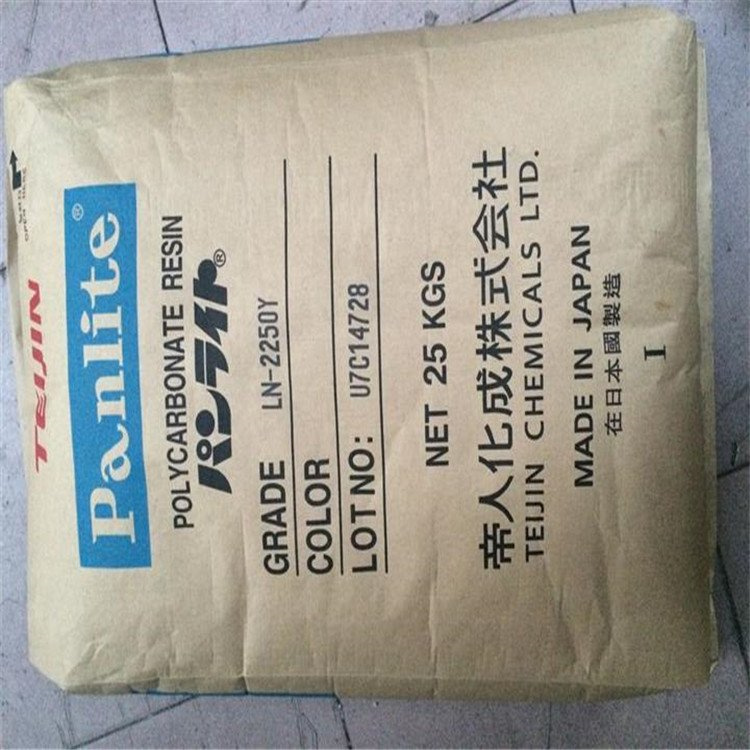 TEIJIN
Panlite®
POLYCARBONATE RESIN
パンライト®
GRADE LN-2250Y
COLOR
LOT NO: U7C14728
NET 25 KGS
帝人化成株式会社
TEIJIN CHEMICALS LTD.
MADE IN JAPAN
在日本國製造
I
OPEN HERE